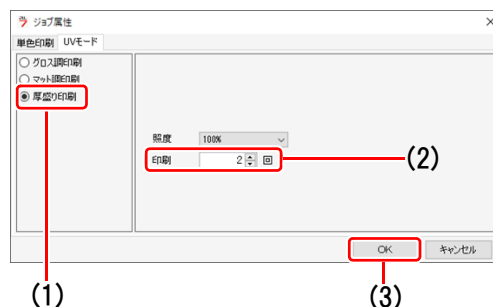 ジョブ属性
単色印刷 UVモード
グロス調印刷
マット調印刷
厚盛り印刷
照度 100%
印刷 2 回
(2)
OK キャンセル
(1) (3)